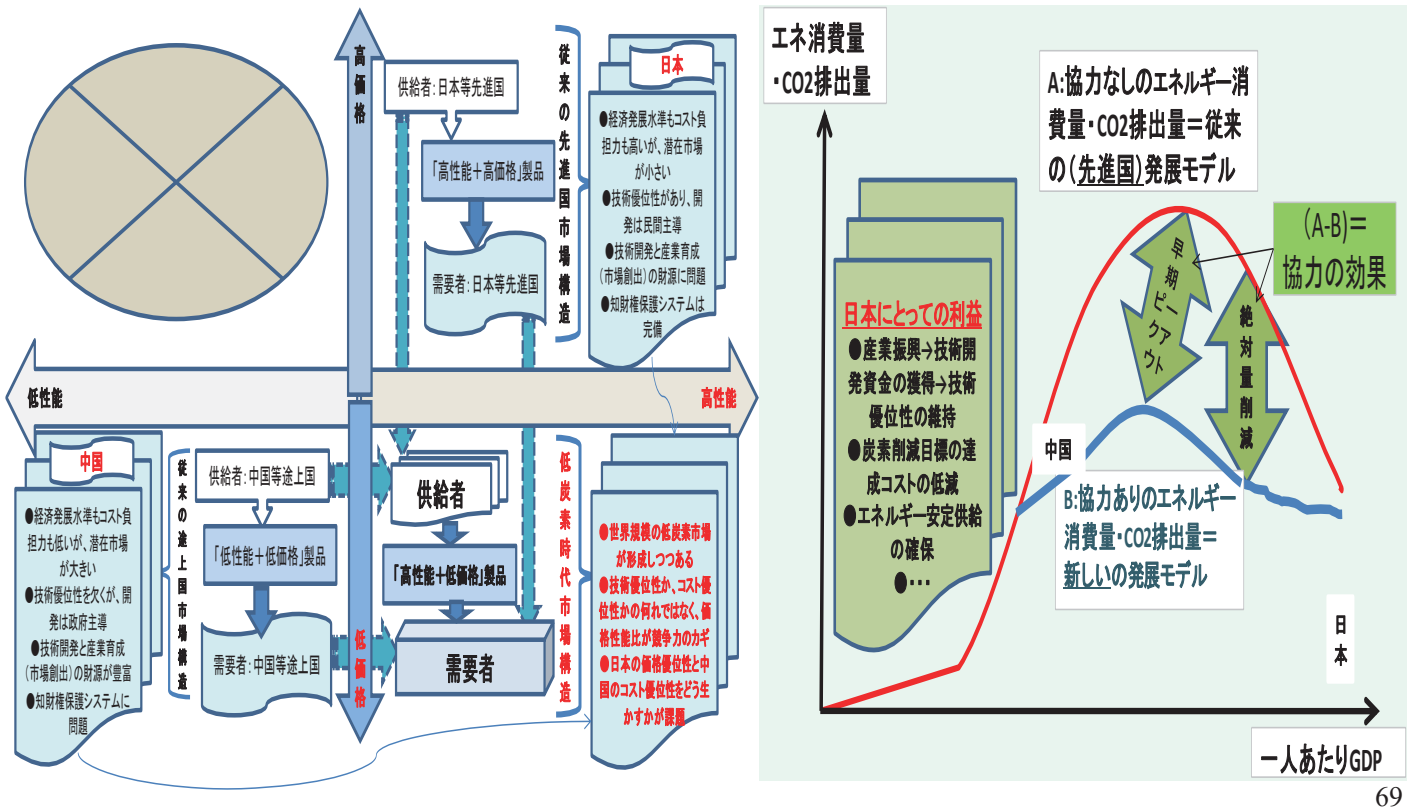 高価格
供給者:日本等先進国
「高性能＋高価格」製品
需要者:日本等先進国
従来の先進国市場構造
日本
●経済発展水準もコスト負
担力も高いが、潜在市場
が小さい
●技術優位性があり、開
発は民間主導
●技術開発と産業育成
(市場創出)の財源に問題
●知財権保護システムは
完備
低性能
高性能
中国
●経済発展水準もコスト負
担力も低いが、潜在市場
が大きい
●技術優位性を欠くが、開
発は政府主導
●技術開発と産業育成
(市場創出)の財源が豊富
●知財権保護システムに
問題
従来の途上国市場構造
供給者:中国等途上国
「低性能＋低価格」製品
需要者:中国等途上国
低価格
供給者
「高性能＋低価格」製品
需要者
低炭素時代市場構造
●世界規模の低炭素市場
が形成しつつある
●技術優位性か、コスト優
位性かの何れではなく、価
格性能比が競争力のカギ
●日本の価格優位性と中
国のコスト優位性をどう生
かすかが課題
エネ消費量
・CO2排出量
A:協力なしのエネルギー消
費量・CO2排出量＝従来
の(先進国)発展モデル
(A-B)＝
協力の効果
早期ピークアウト
絶対量削減
日本にとっての利益
●産業振興→技術開
発資金の獲得→技術
優位性の維持
●炭素削減目標の達
成コストの低減
●エネルギー安定供給
の確保
●・・・
中国
B:協力ありのエネルギー
消費量・CO2排出量＝
新しいの発展モデル
日本
一人あたりGDP
69